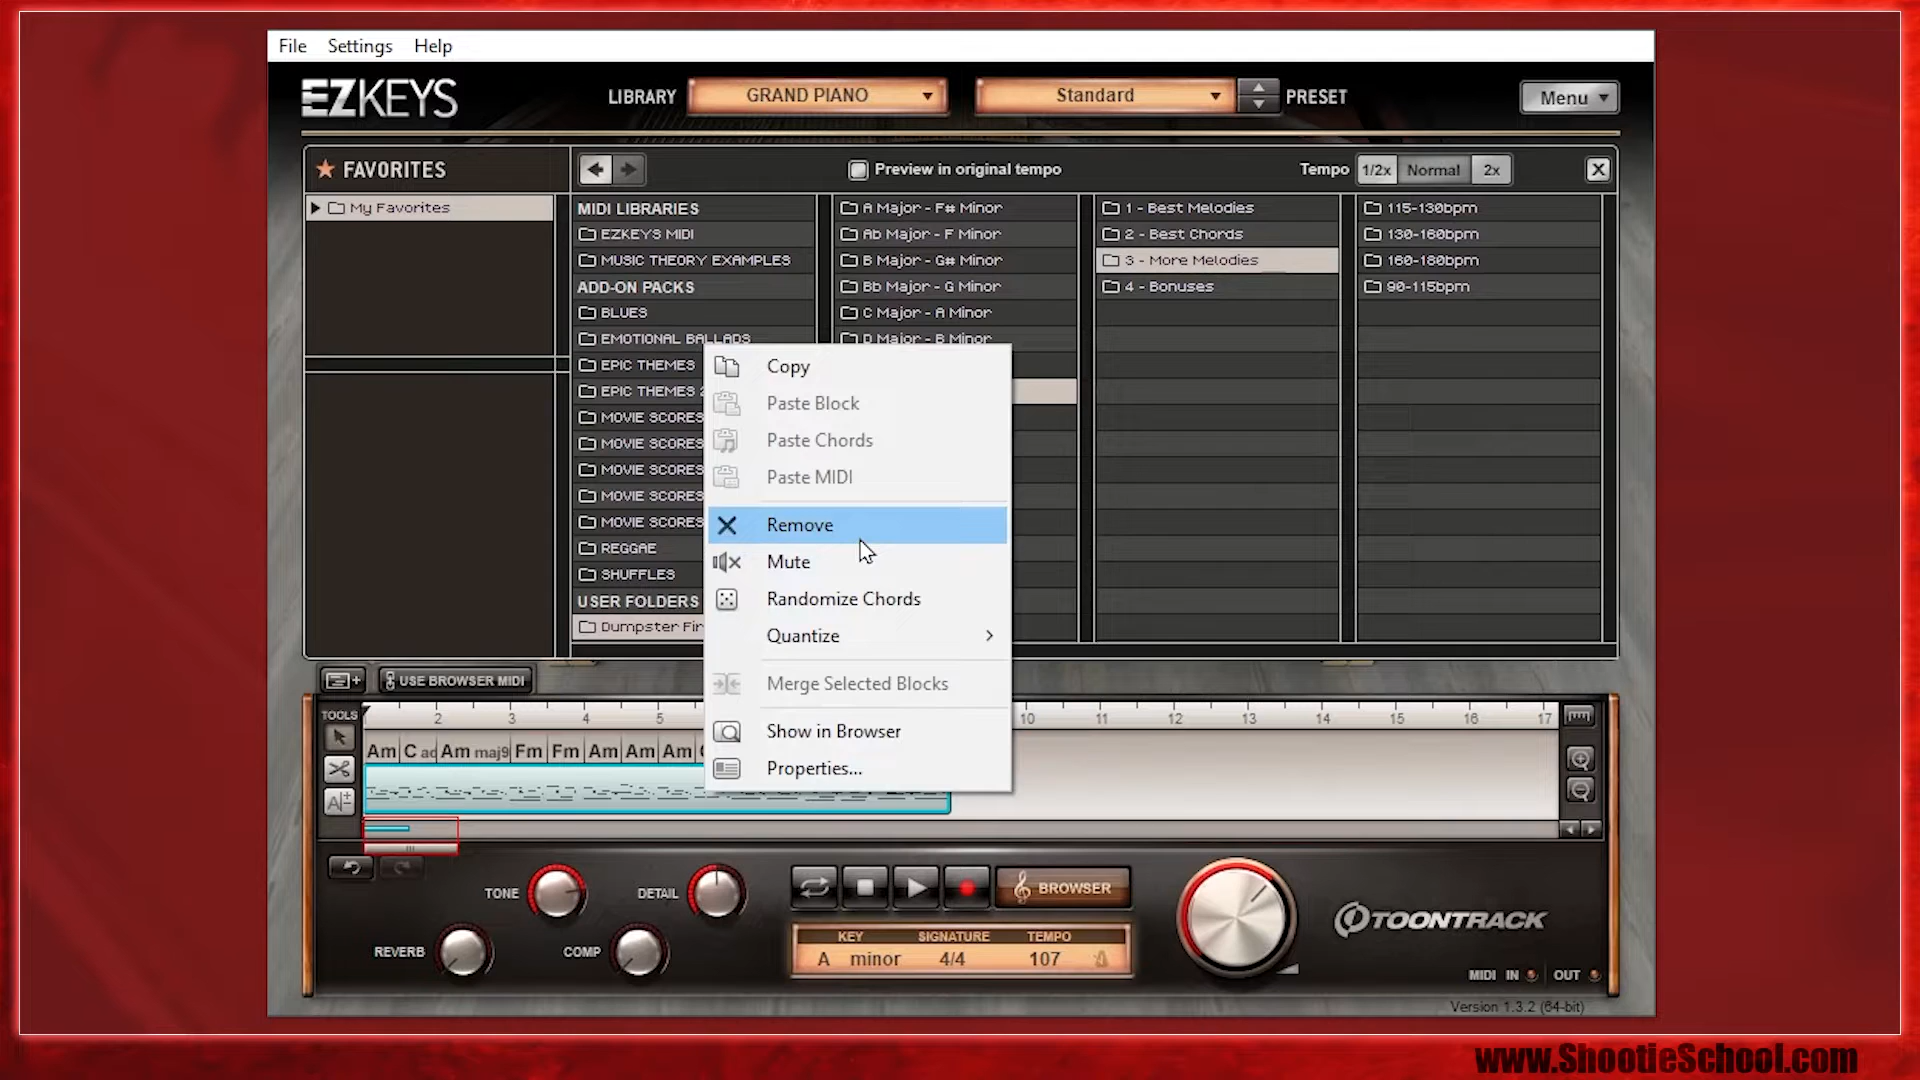 File Settings Help
EZKEYS
LIBRARY GRAND PIANO Standard PRESET Menu
FAVORITES
Preview in original tempo
Tempo 1/2x Normal 2x X
My Favorites
MIDI LIBRARIES
EZKEYS MIDI
MUSIC THEORY EXAMPLES
ADD-ON PACKS
BLUES
EMOTIONAL BALLADS
EPIC THEMES
EPIC THEMES 2
MOVIE SCORES
MOVIE SCORES
MOVIE SCORES
MOVIE SCORES
MOVIE SCORES
REGGAE
SHUFFLES
USER FOLDERS
Dumpster Fir
A Major - F# Minor
Ab Major - F Minor
B Major - G# Minor
Bb Major - G Minor
C Major - A Minor
D Major - B Minor
1 - Best Melodies
2 - Best Chords
3 - More Melodies
4 - Bonuses
115-130bpm
130-160bpm
160-180bpm
90-115bpm
Copy
Paste Block
Paste Chords
Paste MIDI
Remove
Mute
Randomize Chords
Quantize
Merge Selected Blocks
Show in Browser
Properties...
USE BROWSER MIDI
TOOLS
2 3 4 5 10 11 12 13 14 15 16 17
Am C ad Am maj9 Fm Fm Am Am Am
TONE DETAIL
REVERB COMP
BROWSER
KEY SIGNATURE TEMPO
A minor 4/4 107
TOONTRACK
MIDI IN OUT
Version 1.3.2 (64-bit)
www.ShootieSchool.com